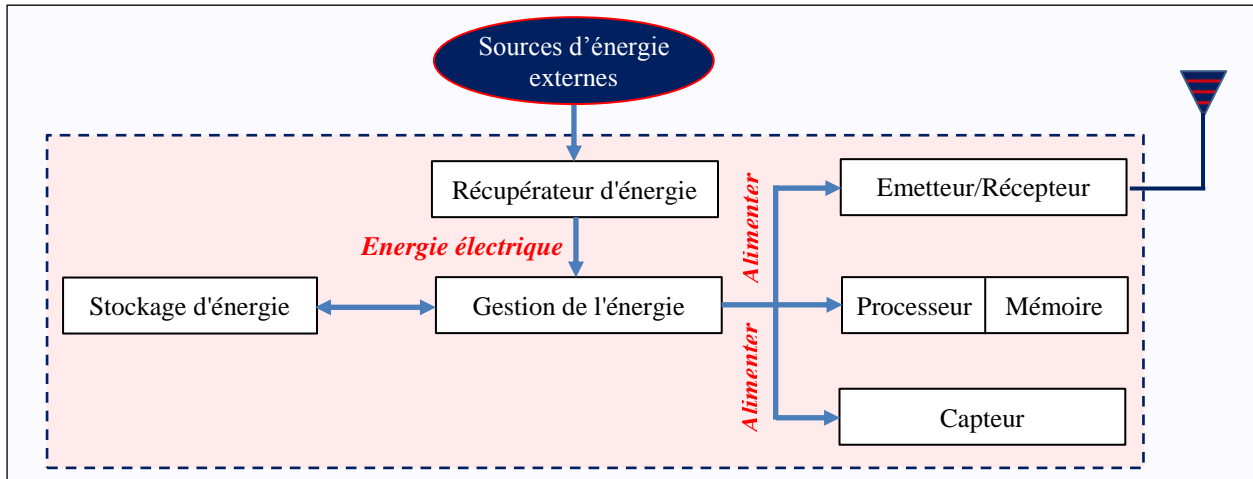 Sources d’énergie
externes
Récupérateur d'énergie
Energie électrique
Stockage d'énergie
Gestion de l'énergie
Alimenter
Alimenter
Emetteur/Récepteur
Processeur
Mémoire
Capteur